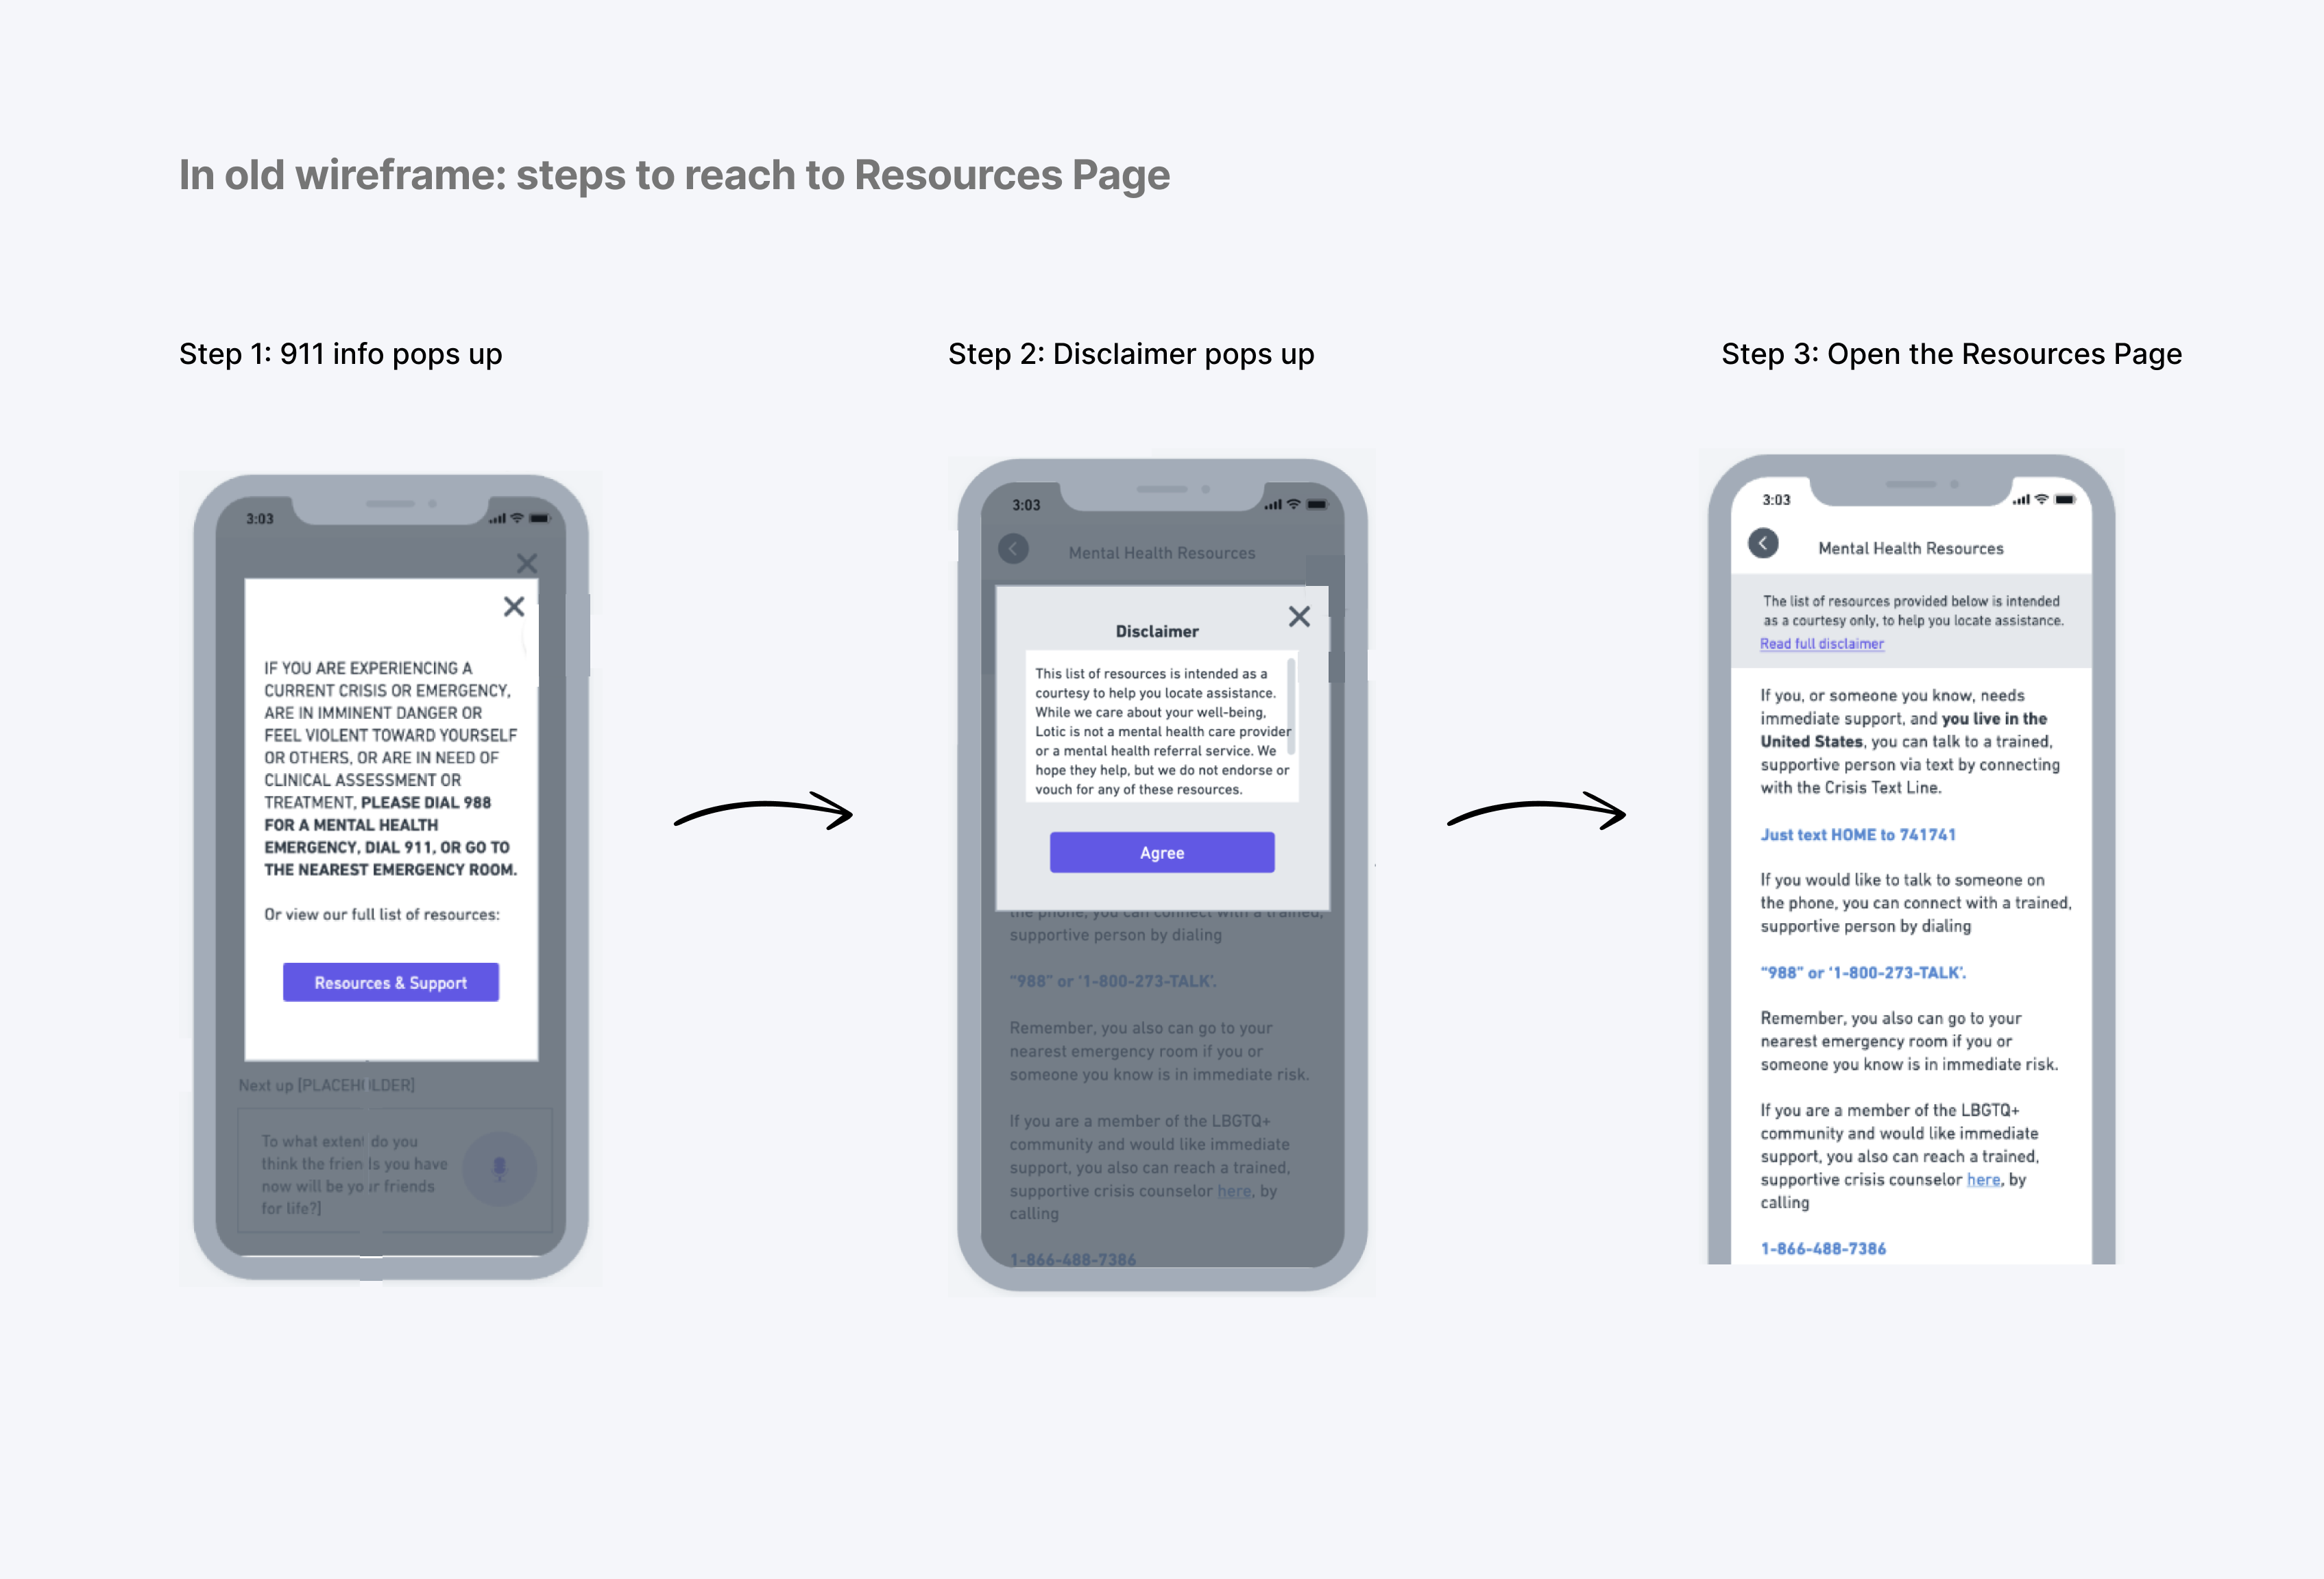 In old wireframe: steps to reach to Resources Page
Step 1: 911 info pops up
3:03
IF YOU ARE EXPERIENCING A
CURRENT CRISIS OR EMERGENCY,
ARE IN IMMINENT DANGER OR
FEEL VIOLENT TOWARD YOURSELF
OR OTHERS, OR ARE IN NEED OF
CLINICAL ASSESSMENT OR
TREATMENT, PLEASE DIAL 988
FOR A MENTAL HEALTH
EMERGENCY, DIAL 911, OR GO TO
THE NEAREST EMERGENCY ROOM.
Or view our full list of resources:
Resources & Support
Next up [PLACEHOLDER]
To what extent do you
think the friends you have
now will be your friends
for life?]
Step 2: Disclaimer pops up
3:03
Mental Health Resources
Disclaimer
This list of resources is intended as a
courtesy to help you locate assistance.
While we care about your well-being,
Lotic is not a mental health care provider
or a mental health referral service. We
hope they help, but we do not endorse or
vouch for any of these resources.
Agree
the phone, you can connect with a trained,
supportive person by dialing
“988” or ‘1-800-273-TALK’.
Remember, you also can go to your
nearest emergency room if you or
someone you know is in immediate risk.
If you are a member of the LBGTQ+
community and would like immediate
support, you also can reach a trained,
supportive crisis counselor here, by
calling
1-866-488-7386
Step 3: Open the Resources Page
3:03
Mental Health Resources
The list of resources provided below is intended
as a courtesy only, to help you locate assistance.
Read full disclaimer
If you, or someone you know, needs
immediate support, and you live in the
United States, you can talk to a trained,
supportive person via text by connecting
with the Crisis Text Line.
Just text HOME to 741741
If you would like to talk to someone on
the phone, you can connect with a trained,
supportive person by dialing
“988” or ‘1-800-273-TALK’.
Remember, you also can go to your
nearest emergency room if you or
someone you know is in immediate risk.
If you are a member of the LBGTQ+
community and would like immediate
support, you also can reach a trained,
supportive crisis counselor here, by
calling
1-866-488-7386